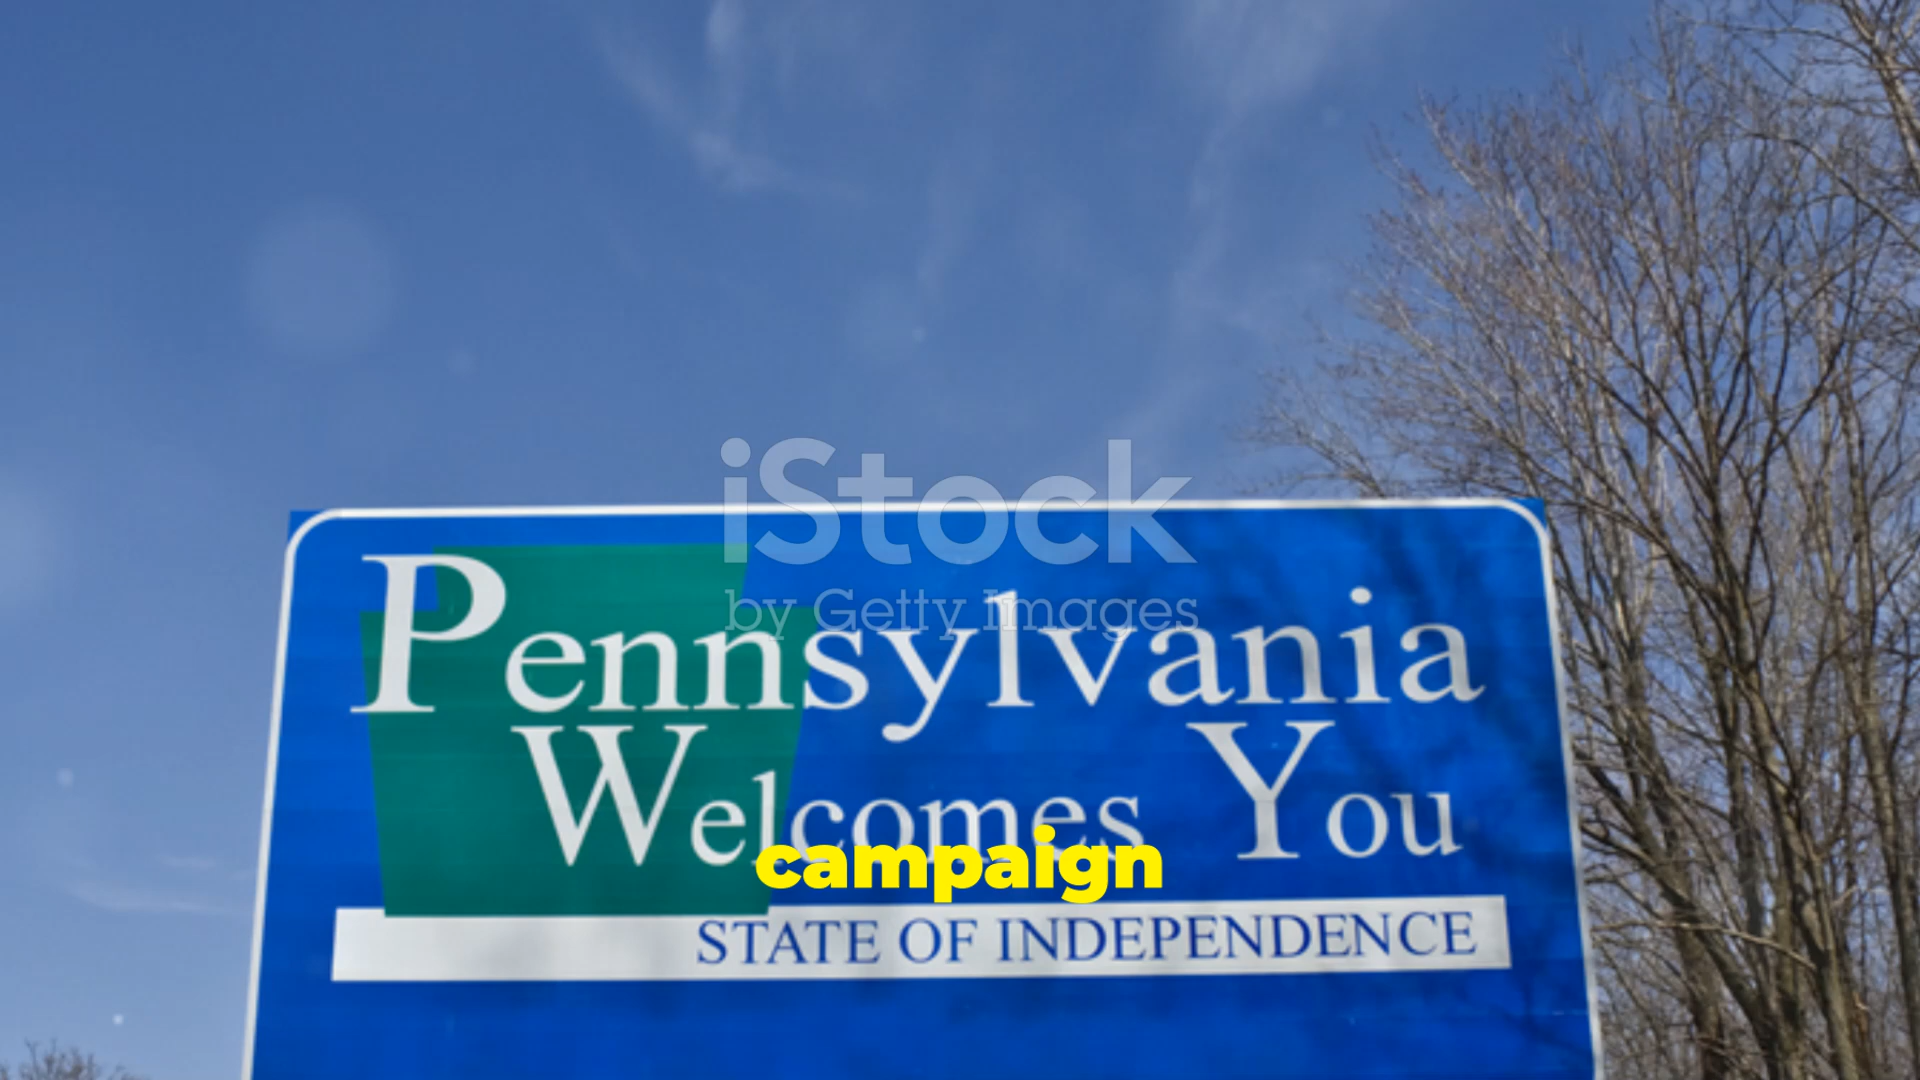 iStock
by Getty Images
Pennsylvania
Welcomes You
campaign
STATE OF INDEPENDENCE